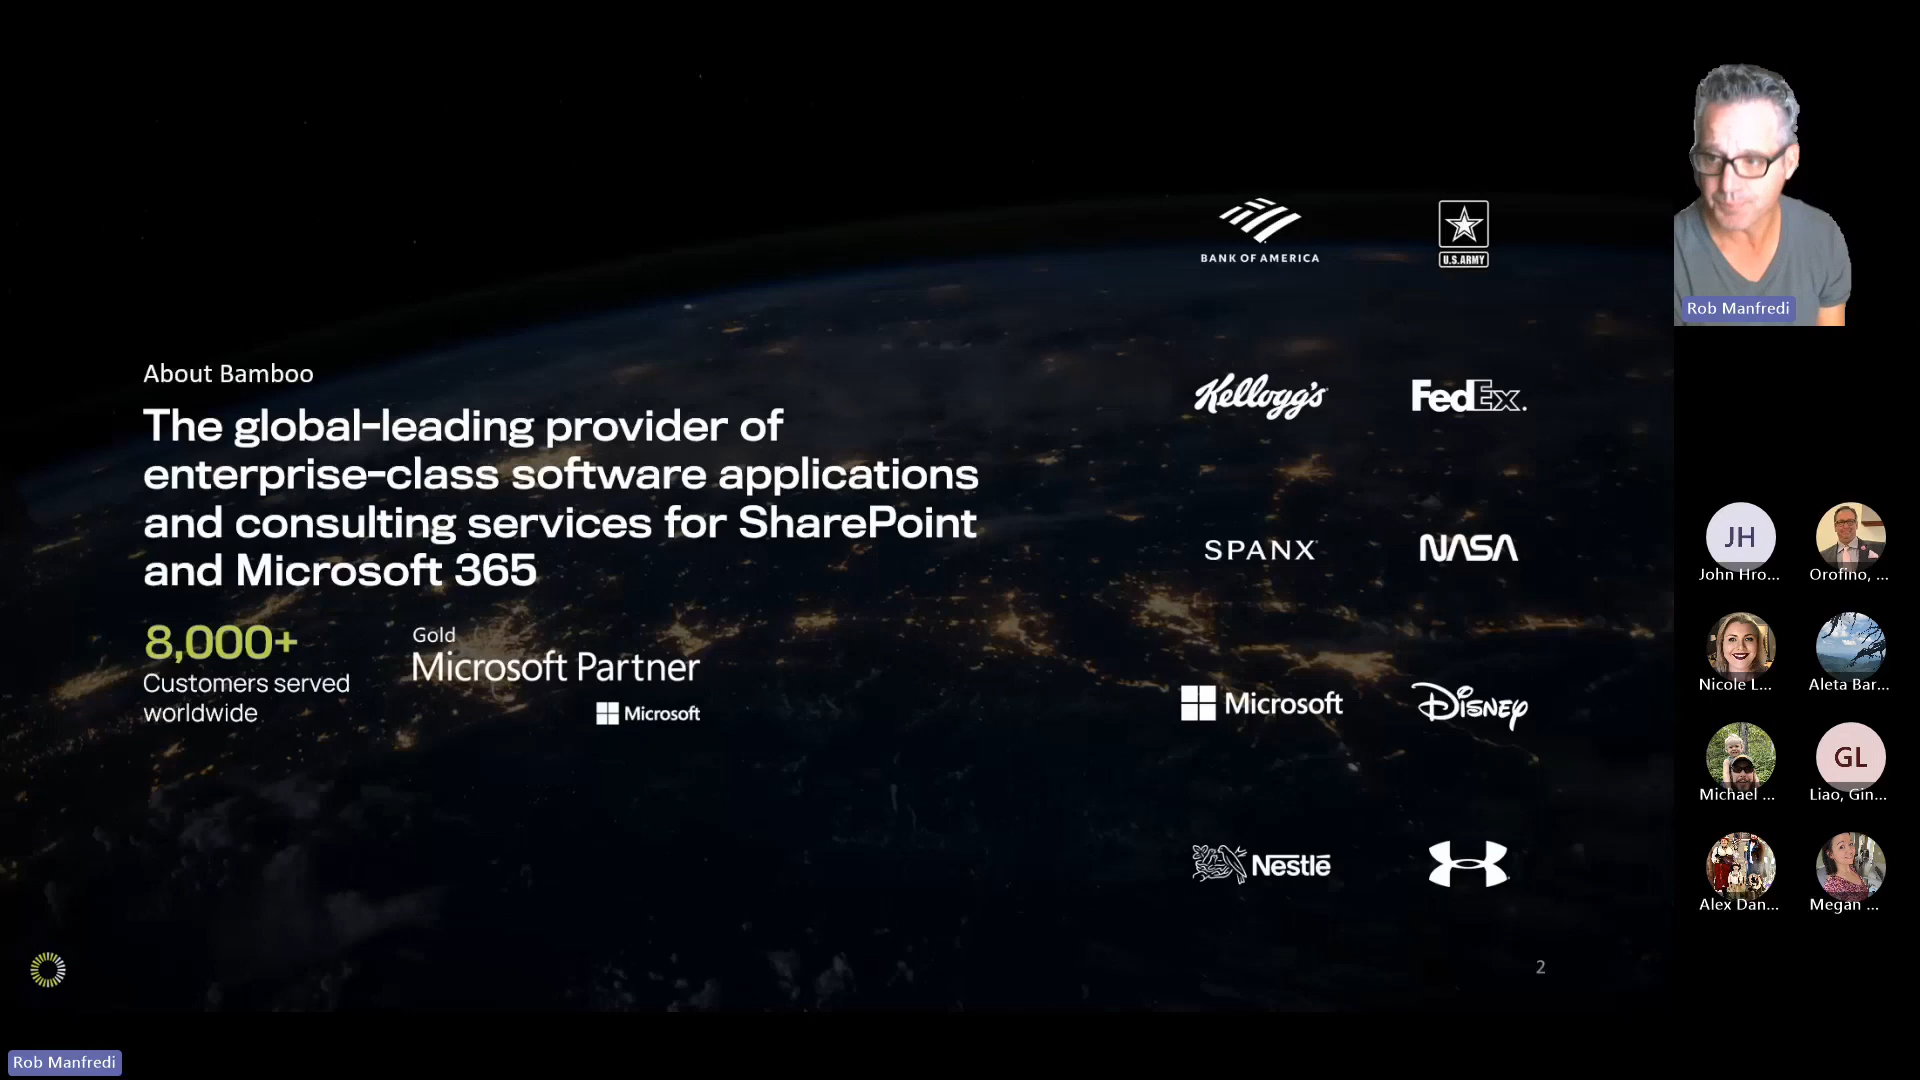 BANK OF AMERICA
U.S.ARMY
Rob Manfredi
About Bamboo
The global-leading provider of
enterprise-class software applications
and consulting services for SharePoint
and Microsoft 365
8,000+
Customers served
worldwide
Gold
Microsoft Partner
Microsoft
Kellogg's
FedEx.
SPANX
NASA
Microsoft
Disney
Nestlé
JH
John Hro...
Orofino, ...
Nicole L...
Aleta Bar...
Michael ...
GL
Liao, Gin...
Alex Dan...
Megan ...
2
Rob Manfredi